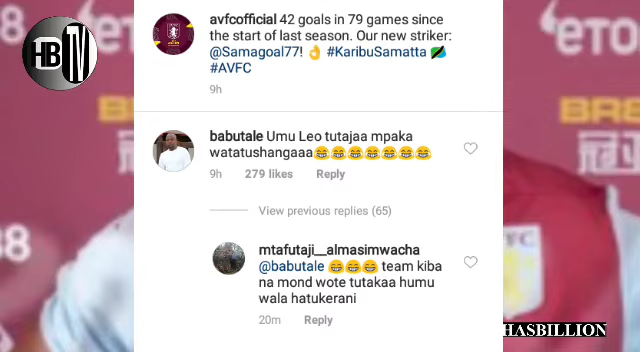 HB
TV
avfcofficial 42 goals in 79 games since
the start of last season. Our new striker:
@Samagoal77! 👌 #KaribuSamatta 🇹🇿
#AVFC
9h
babutale Umu Leo tutajaa mpaka
watatushangaaa😂😂😂😂😂😂😂
9h 279 likes Reply
View previous replies (65)
mtafutaji__almasimwacha
@babutale 😂😂😂 team kiba
na mond wote tutakaa humu
wala hatukerani
20m Reply
HASBILLION